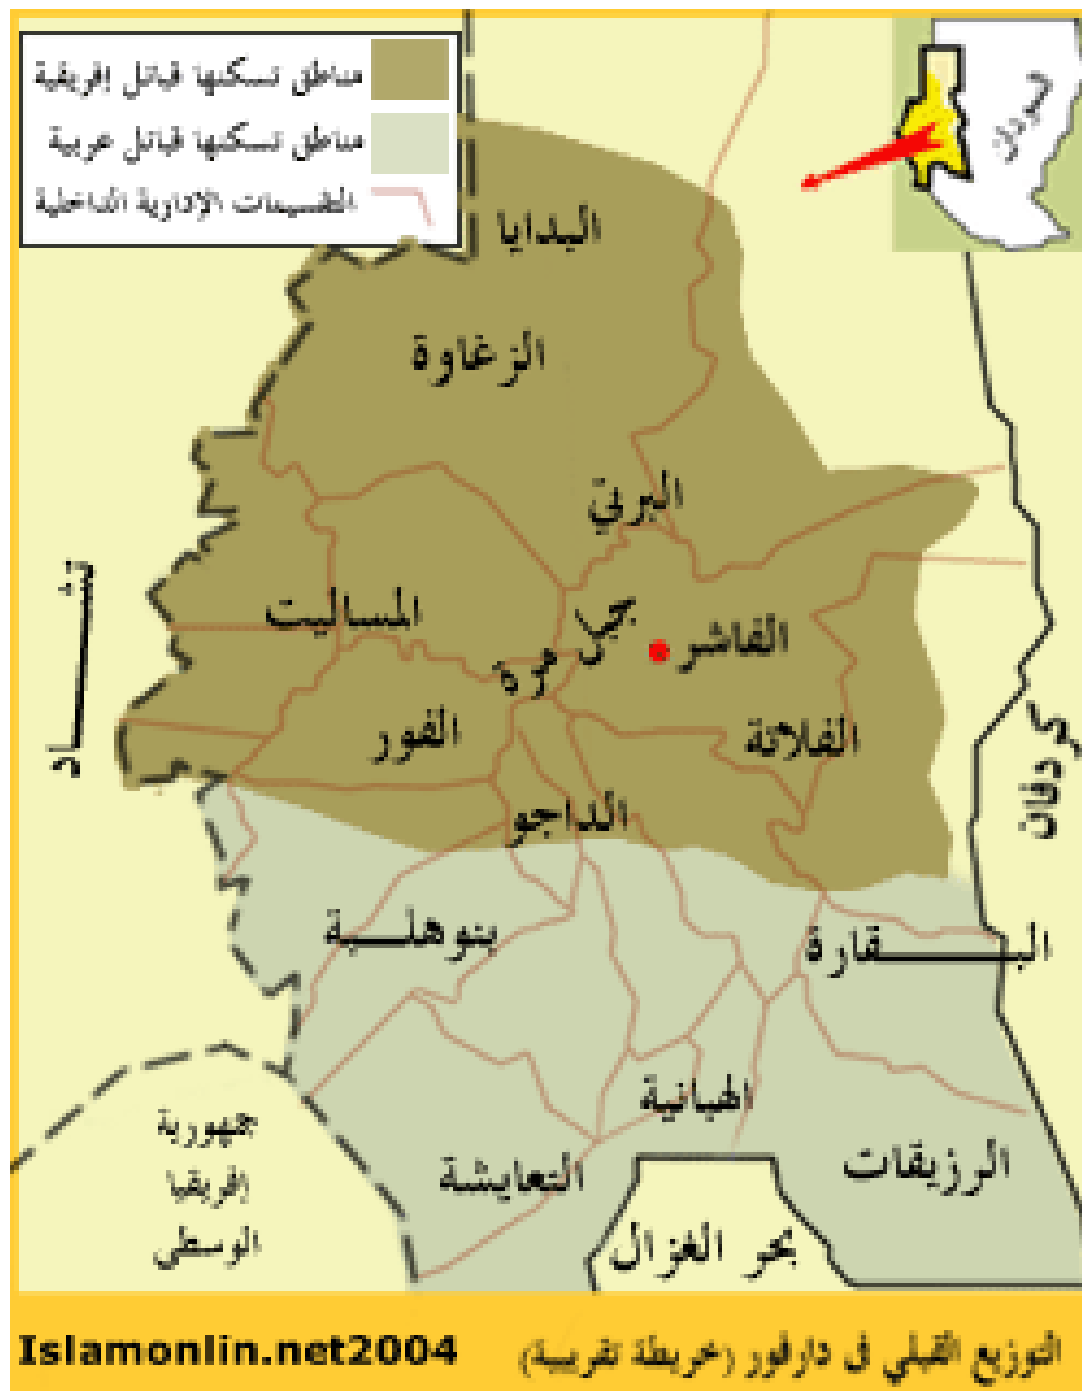 مناطق تسكنها قبائل إفريقية
مناطق تسكنها قبائل عربية
التقسيمات الإدارية الداخلية
السودان
البدايا
الزغاوة
البرتي
المساليت
جبل مرة
الفاشر
تشاد
الفور
الفلاتة
كردفان
الداجو
بنوهلبة
البقارة
الهبانية
جمهورية
إفريقيا
الوسطى
التعايشة
الرزيقات
بحر الغزال
Islamonlin.net2004
التوزيع القبلي في دارفور (خريطة تقريبية)